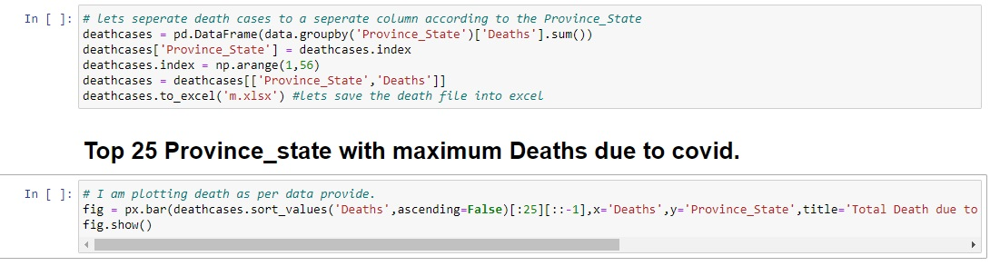 In [ ]: # Lets seperate death cases to a seperate column according to the Province_State
deathcases = pd.DataFrame(data.groupby('Province_State')['Deaths'].sum())
deathcases['Province_State'] = deathcases.index
deathcases.index = np.arange(1,56)
deathcases = deathcases[['Province_State','Deaths']]
deathcases.to_excel('m.xlsx') #lets save the death file into excel
Top 25 Province_state with maximum Deaths due to covid.
In [ ]: # I am plotting death as per data provide.
fig = px.bar(deathcases.sort_values('Deaths',ascending=False)[:25][::-1],x='Deaths',y='Province_State',title='Total Death due to
fig.show()